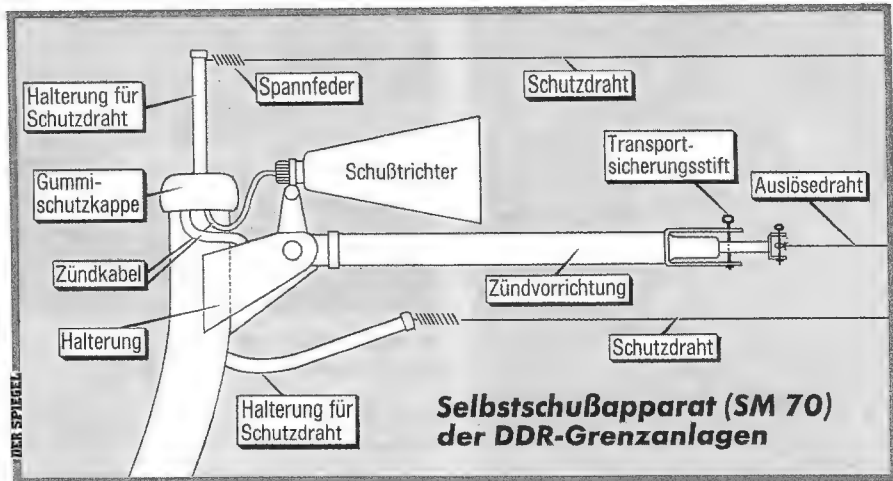 Halterung für
Schutzdraht
Spannfeder
Schutzdraht
Schußtrichter
Transport-
sicherungsstift
Auslösedraht
Gummi-
schutzkappe
Zündkabel
Zündvorrichtung
Halterung
Schutzdraht
Halterung für
Schutzdraht
Selbstschußapparat (SM 70)
der DDR-Grenzanlagen
DER SPIEGEL